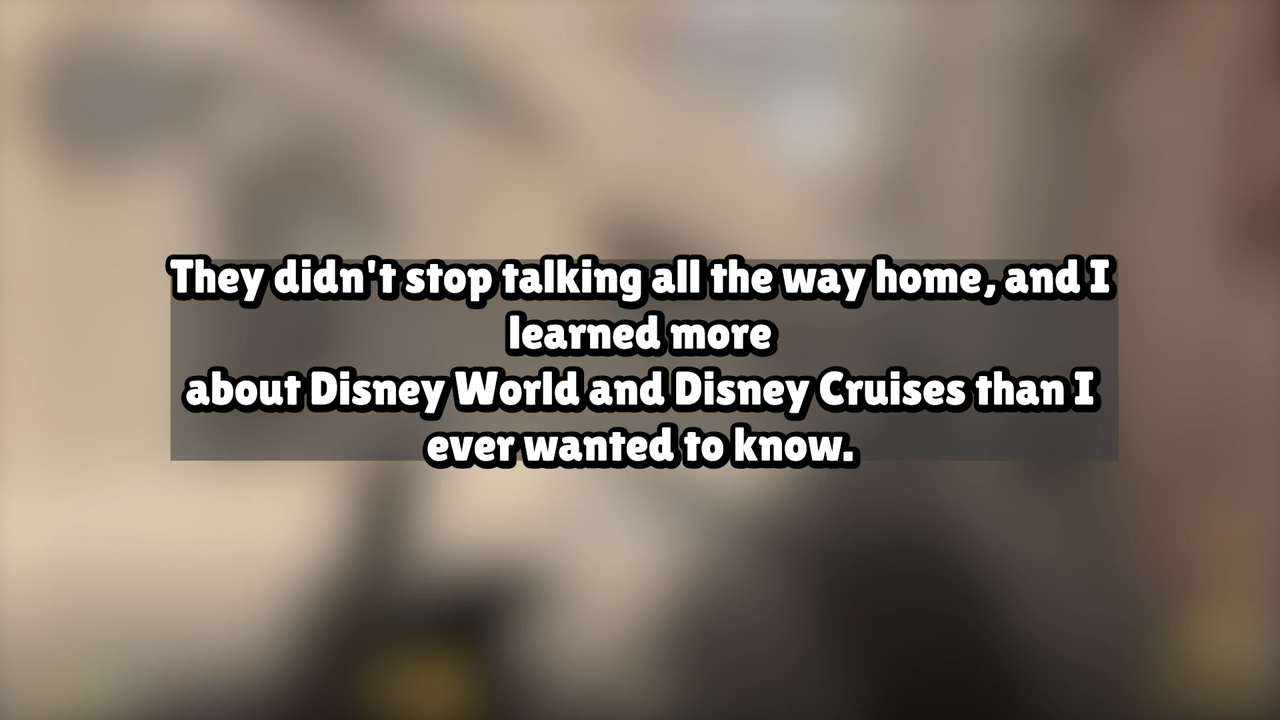 They didn't stop talking all the way home, and I
learned more
about Disney World and Disney Cruises than I
ever wanted to know.